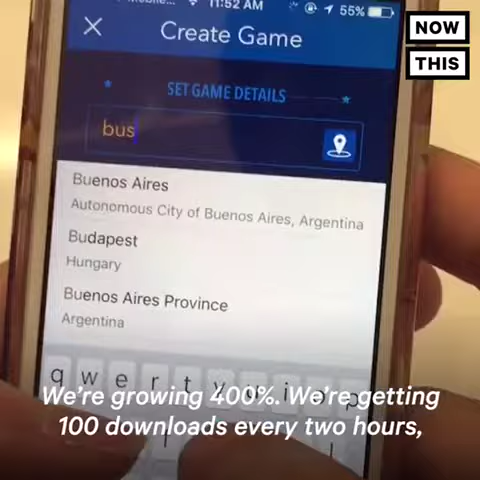 11:52 AM
55%
NOW
THIS
Create Game
SET GAME DETAILS
bus
Buenos Aires
Autonomous City of Buenos Aires, Argentina
Budapest
Hungary
Buenos Aires Province
Argentina
q w e r t y u i o p
We're growing 400%. We're getting
100 downloads every two hours,